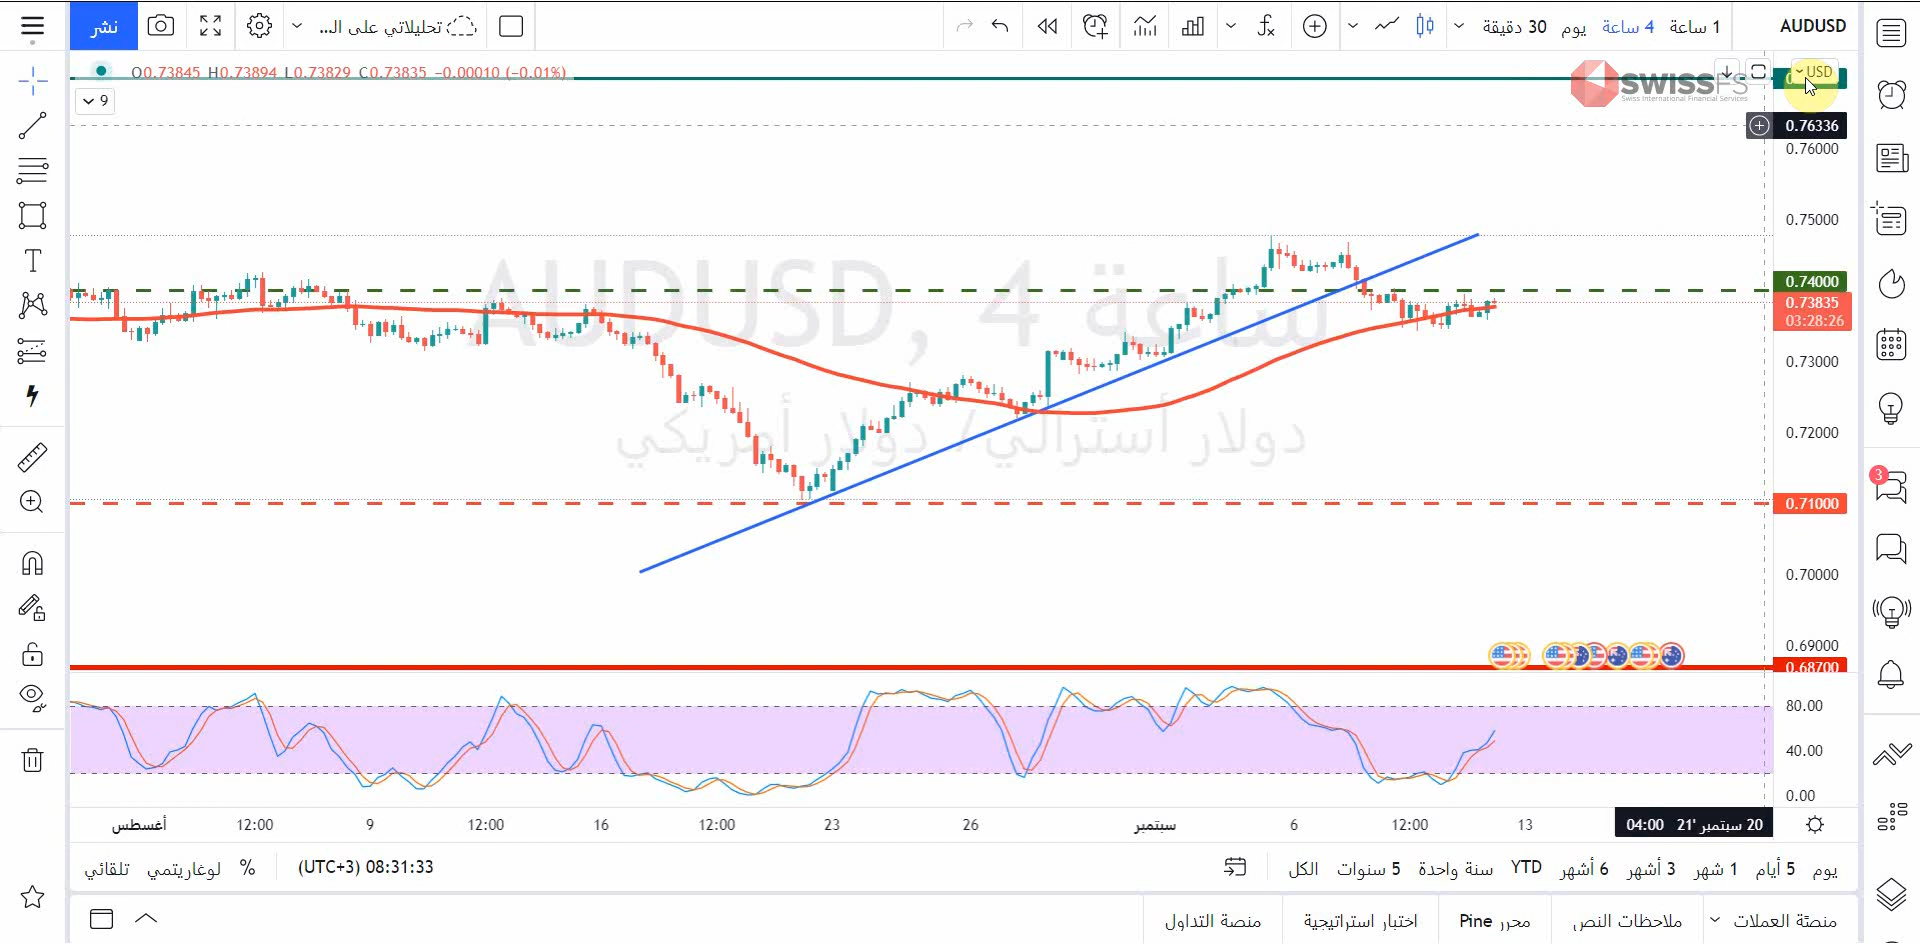 نشر
تحليلاتي على الـ...
30 دقيقة
يوم
4 ساعة
1 ساعة
AUDUSD
O0.73845 H0.73894 L0.73829 C0.73835 −0.00010 (−0.01%)
9
SWISSFS
Swiss International Financial Services
USD
0.76336
0.76000
0.75000
0.74000
0.73835
03:28:26
0.73000
0.72000
0.71000
0.70000
0.69000
0.68700
AUDUSD, 4 ساعة
دولار أسترالي/ دولار أمريكي
3
80.00
40.00
0.00
أغسطس
12:00
9
12:00
16
12:00
23
26
سبتمبر
6
12:00
13
20 سبتمبر '21 04:00
تلقائي
لوغاريتمي
%
08:31:33 (UTC+3)
الكل
5 سنوات
سنة واحدة
YTD
6 أشهر
3 أشهر
1 شهر
5 أيام
يوم
منصة التداول
اختبار استراتيجية
محرر Pine
ملاحظات النص
منصئة العملات